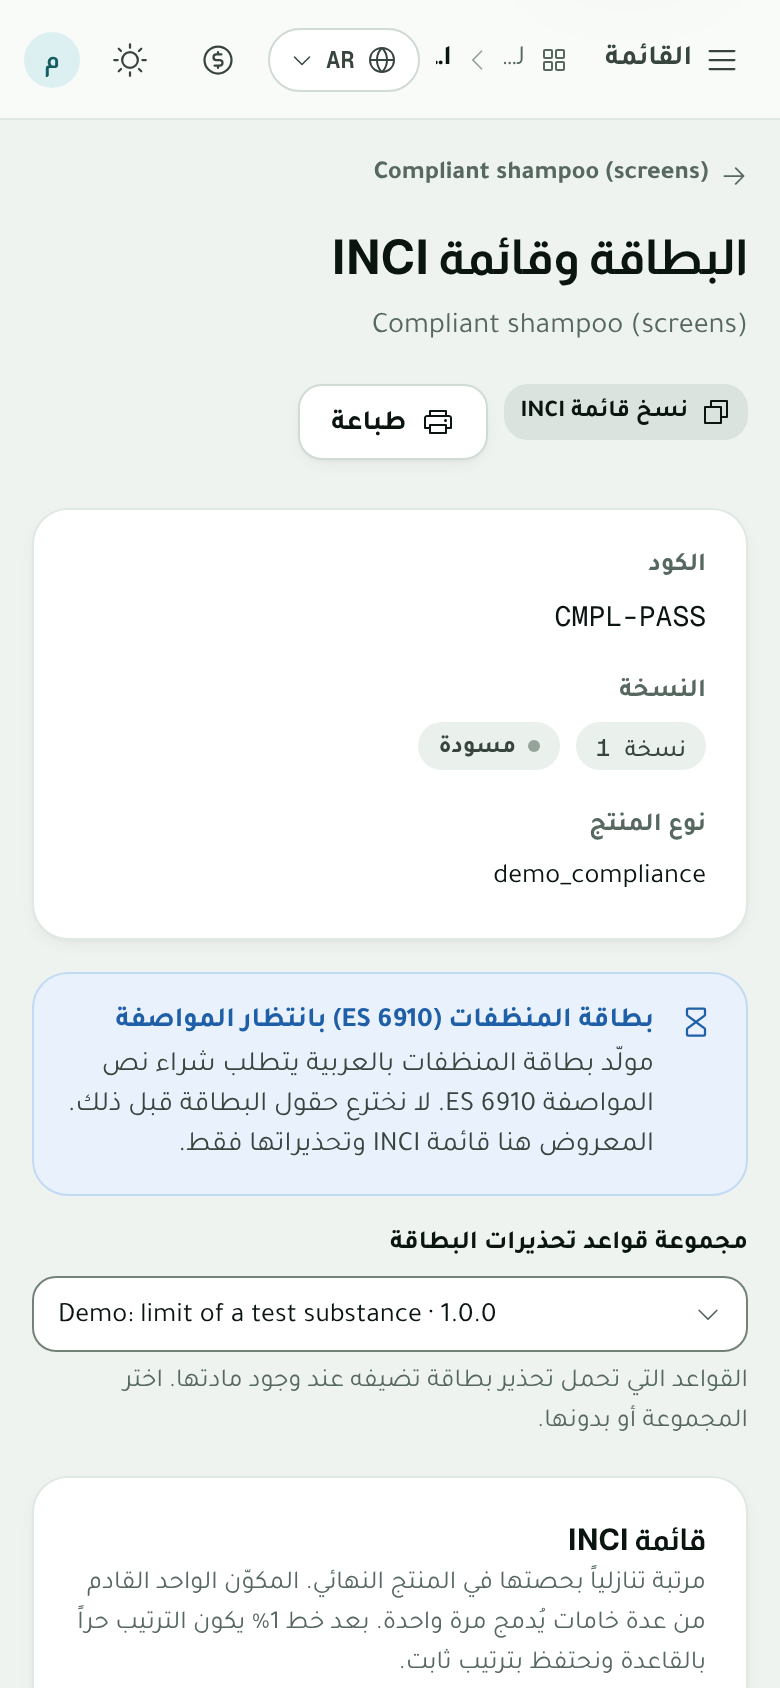 القائمة
لـ...
AR
م
Compliant shampoo (screens)
البطاقة وقائمة INCI
Compliant shampoo (screens)
نسخ قائمة INCI
طباعة
الكود
CMPL-PASS
النسخة
نسخة 1
مسودة
نوع المنتج
demo_compliance
بطاقة المنظفات (ES 6910) بانتظار المواصفة
مولّد بطاقة المنظفات بالعربية يتطلب شراء نص
المواصفة ES 6910. لا نخترع حقول البطاقة قبل ذلك.
المعروض هنا قائمة INCI وتحذيراتها فقط.
مجموعة قواعد تحذيرات البطاقة
Demo: limit of a test substance · 1.0.0
القواعد التي تحمل تحذير بطاقة تضيفه عند وجود مادتها. اختر
المجموعة أو بدونها.
قائمة INCI
مرتبة تنازلياً بحصتها في المنتج النهائي. المكوّن الواحد القادم
من عدة خامات يُدمج مرة واحدة. بعد خط 1% يكون الترتيب حراً
بالقاعدة ونحتفظ بترتيب ثابت.